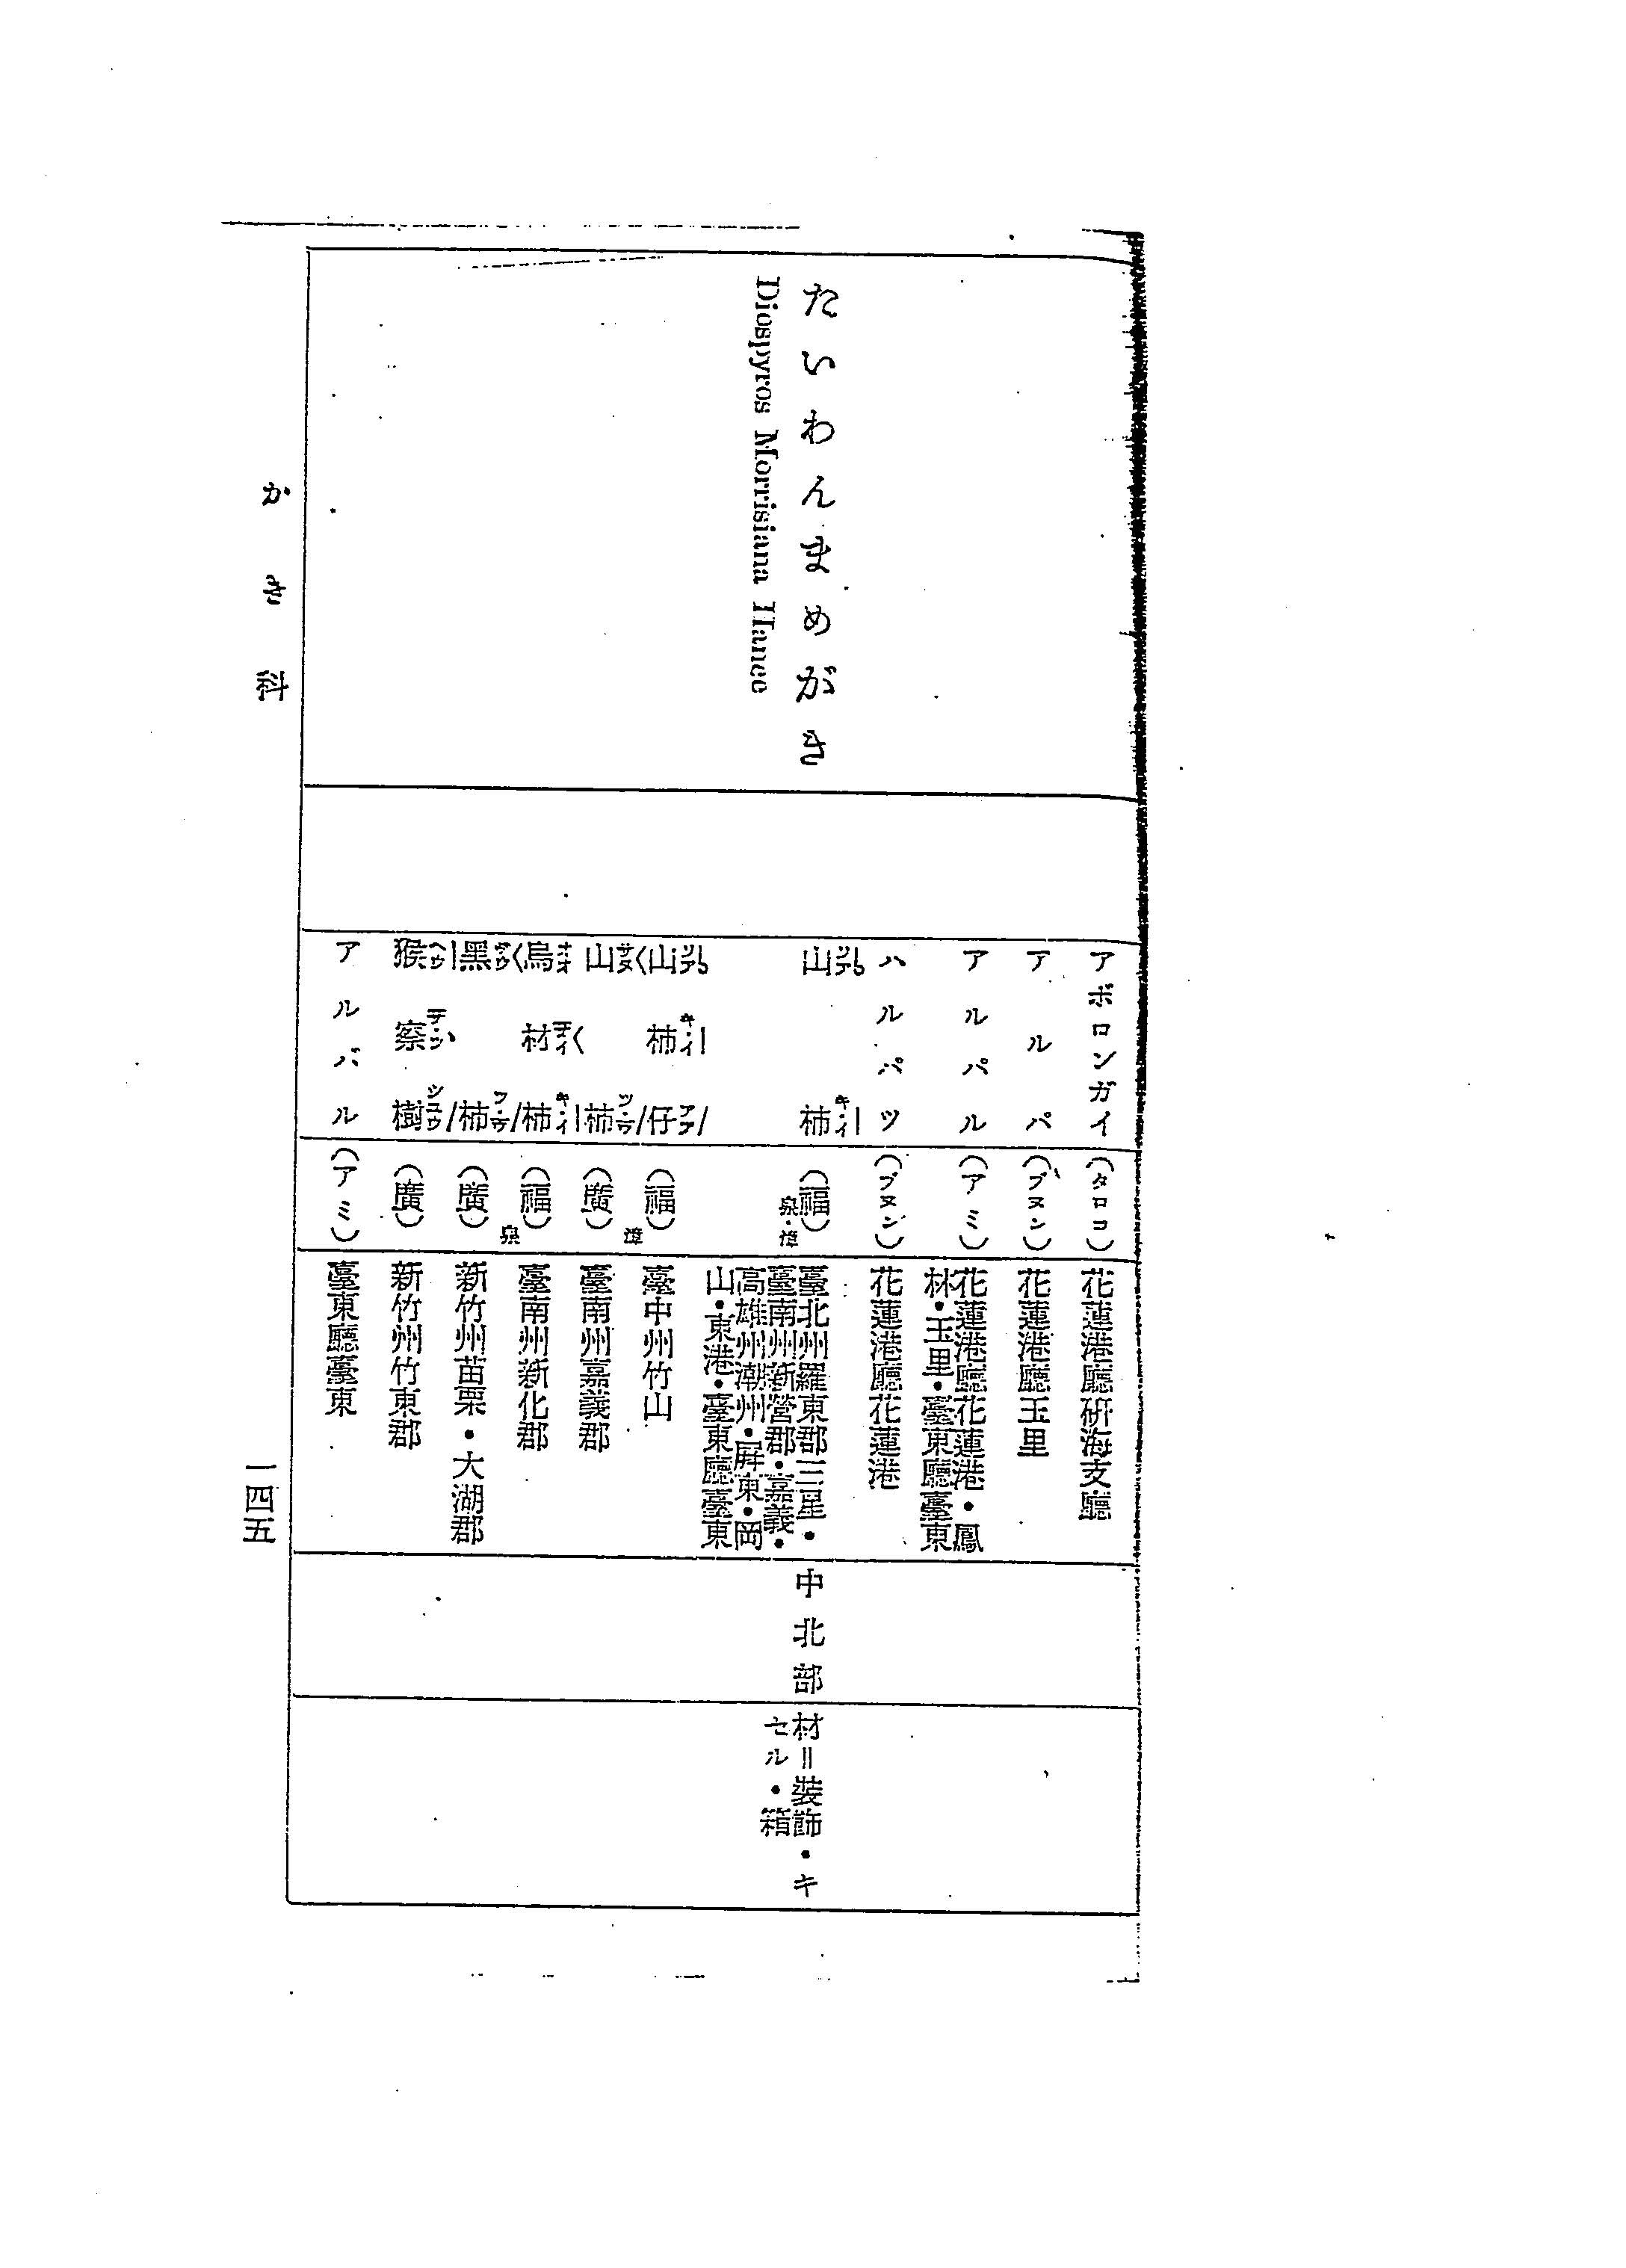 アボロンガイ (タロコ) 花蓮港廳研海支廳
アルパ (ブヌン) 花蓮港廳玉里
アルパル (アミ) 花蓮港廳花蓮港・鳳
林・玉里・臺東廳臺東
ハルパツ (ブヌン) 花蓮港廳花蓮港
たいわんまめがき
Diospyros Morrisiana Hance
山柿 (福)泉・漳 臺北州羅東郡三星・
臺南州新營郡・嘉義・
高雄州潮州・屏東・岡
山・東港・臺東廳臺東
中北部
材=裝飾・キ
セル・箱
山柿仔 (福)漳 臺中州竹山
山柿 (廣) 臺南州嘉義郡
烏材柿 (福)泉 臺南州新化郡
黑柿 (廣) 新竹州苗栗・大湖郡
猴察樹 (廣) 新竹州竹東郡
アルバル (アミ) 臺東廳臺東
かき科
一四五